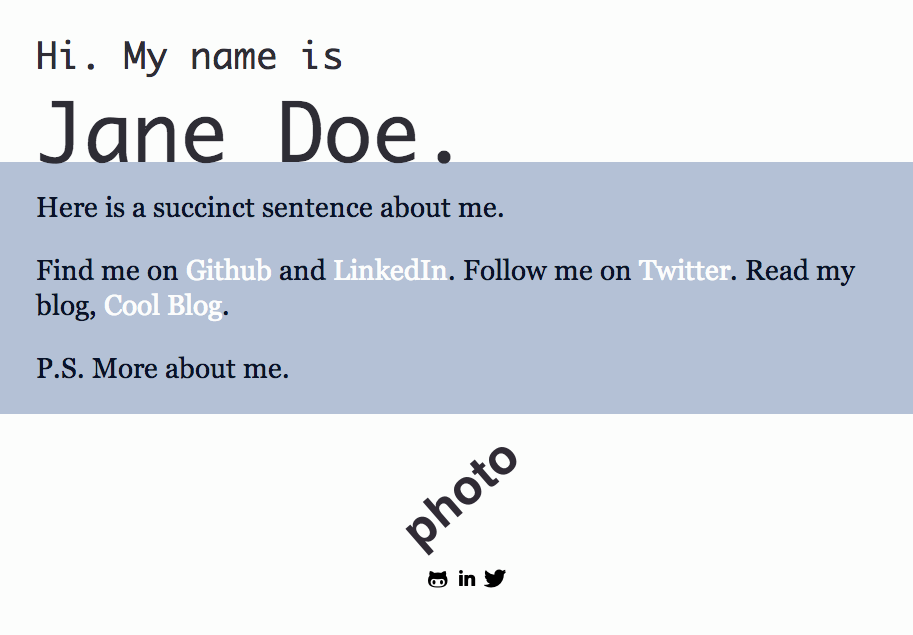 Hi. My name is
Jane Doe.
Here is a succinct sentence about me.
Find me on Github and LinkedIn. Follow me on Twitter. Read my
blog, Cool Blog.
P.S. More about me.
photo
in